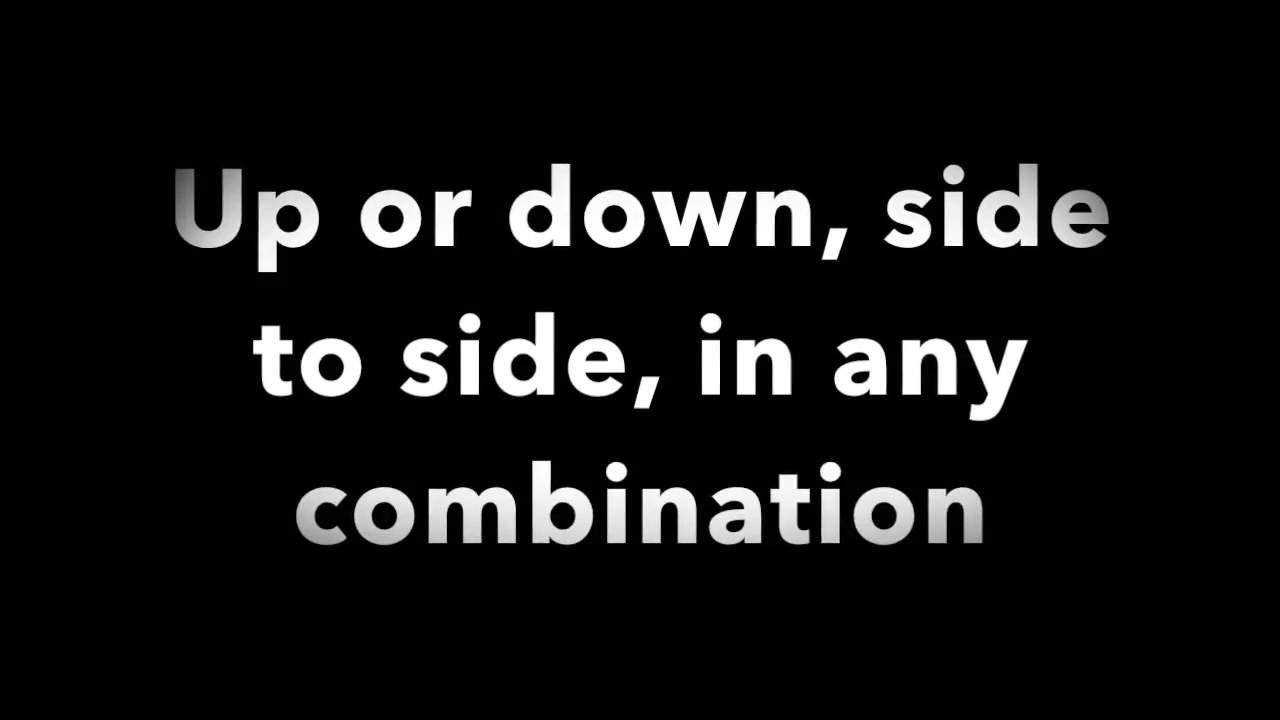 Up or down, side
to side, in any
combination